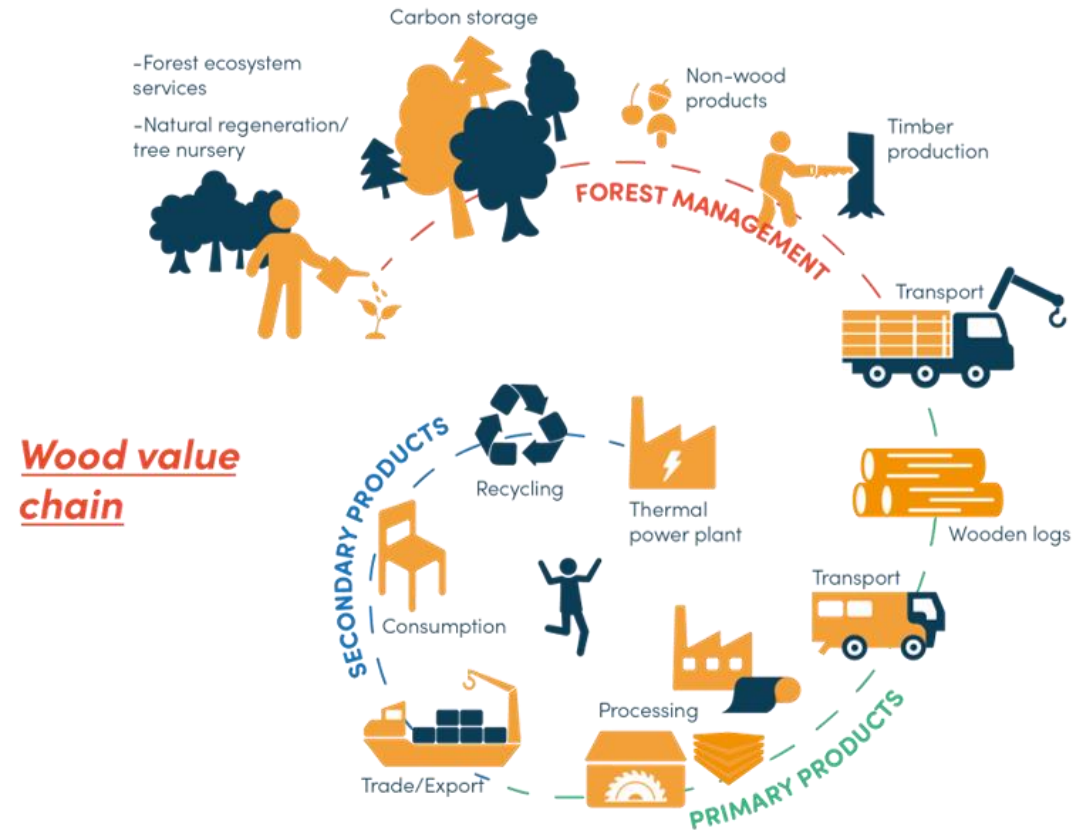 Carbon storage
-Forest ecosystem
services
-Natural regeneration/
tree nursery
Non-wood
products
Timber
production
FOREST MANAGEMENT
Transport
Wooden logs
Transport
PRIMARY PRODUCTS
Processing
Trade/Export
Consumption
SECONDARY PRODUCTS
Recycling
Thermal
power plant
Wood value
chain